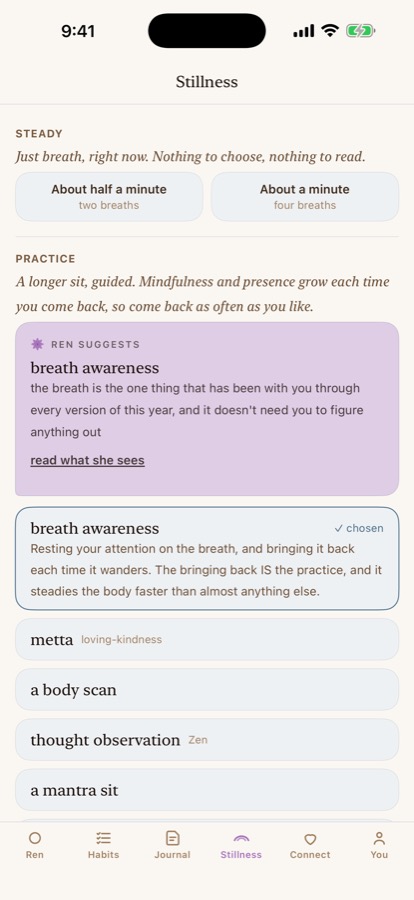 9:41
Stillness
STEADY
Just breath, right now. Nothing to choose, nothing to read.
About half a minute
two breaths
About a minute
four breaths
PRACTICE
A longer sit, guided. Mindfulness and presence grow each time
you come back, so come back as often as you like.
REN SUGGESTS
breath awareness
the breath is the one thing that has been with you through
every version of this year, and it doesn't need you to figure
anything out
read what she sees
breath awareness ✓ chosen
Resting your attention on the breath, and bringing it back
each time it wanders. The bringing back IS the practice, and it
steadies the body faster than almost anything else.
metta loving-kindness
a body scan
thought observation Zen
a mantra sit
Ren Habits Journal Stillness Connect You